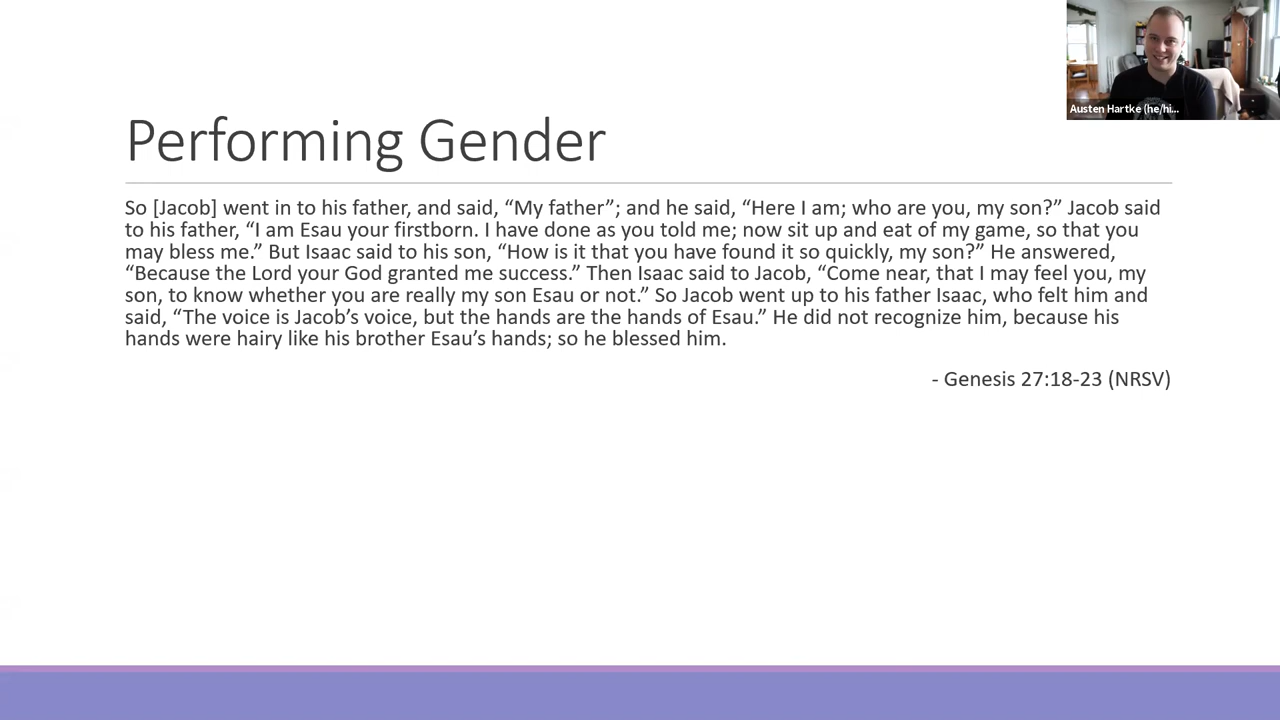 Austen Hartke (he/hi...
Performing Gender
So [Jacob] went in to his father, and said, “My father”; and he said, “Here I am; who are you, my son?” Jacob said
to his father, “I am Esau your firstborn. I have done as you told me; now sit up and eat of my game, so that you
may bless me.” But Isaac said to his son, “How is it that you have found it so quickly, my son?” He answered,
“Because the Lord your God granted me success.” Then Isaac said to Jacob, “Come near, that I may feel you, my
son, to know whether you are really my son Esau or not.” So Jacob went up to his father Isaac, who felt him and
said, “The voice is Jacob’s voice, but the hands are the hands of Esau.” He did not recognize him, because his
hands were hairy like his brother Esau’s hands; so he blessed him.
- Genesis 27:18-23 (NRSV)